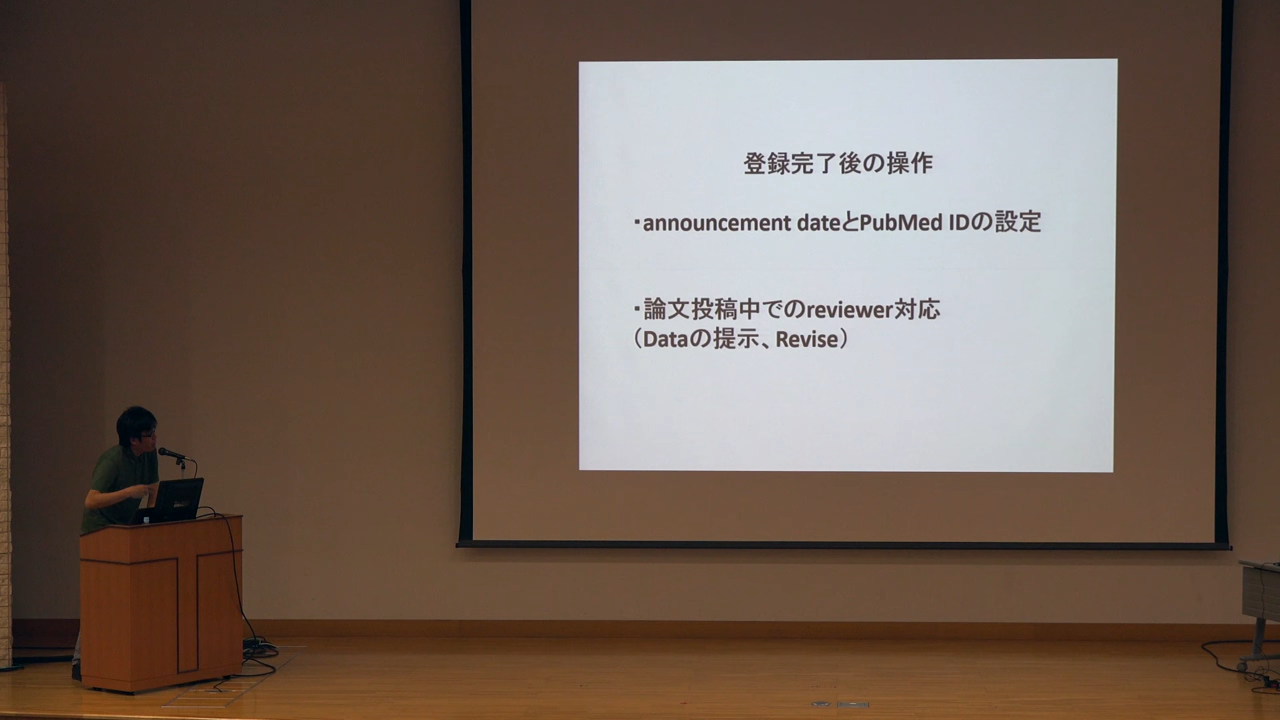 登録完了後の操作
・announcement dateとPubMed IDの設定
・論文投稿中でのreviewer対応
（Dataの提示、Revise）